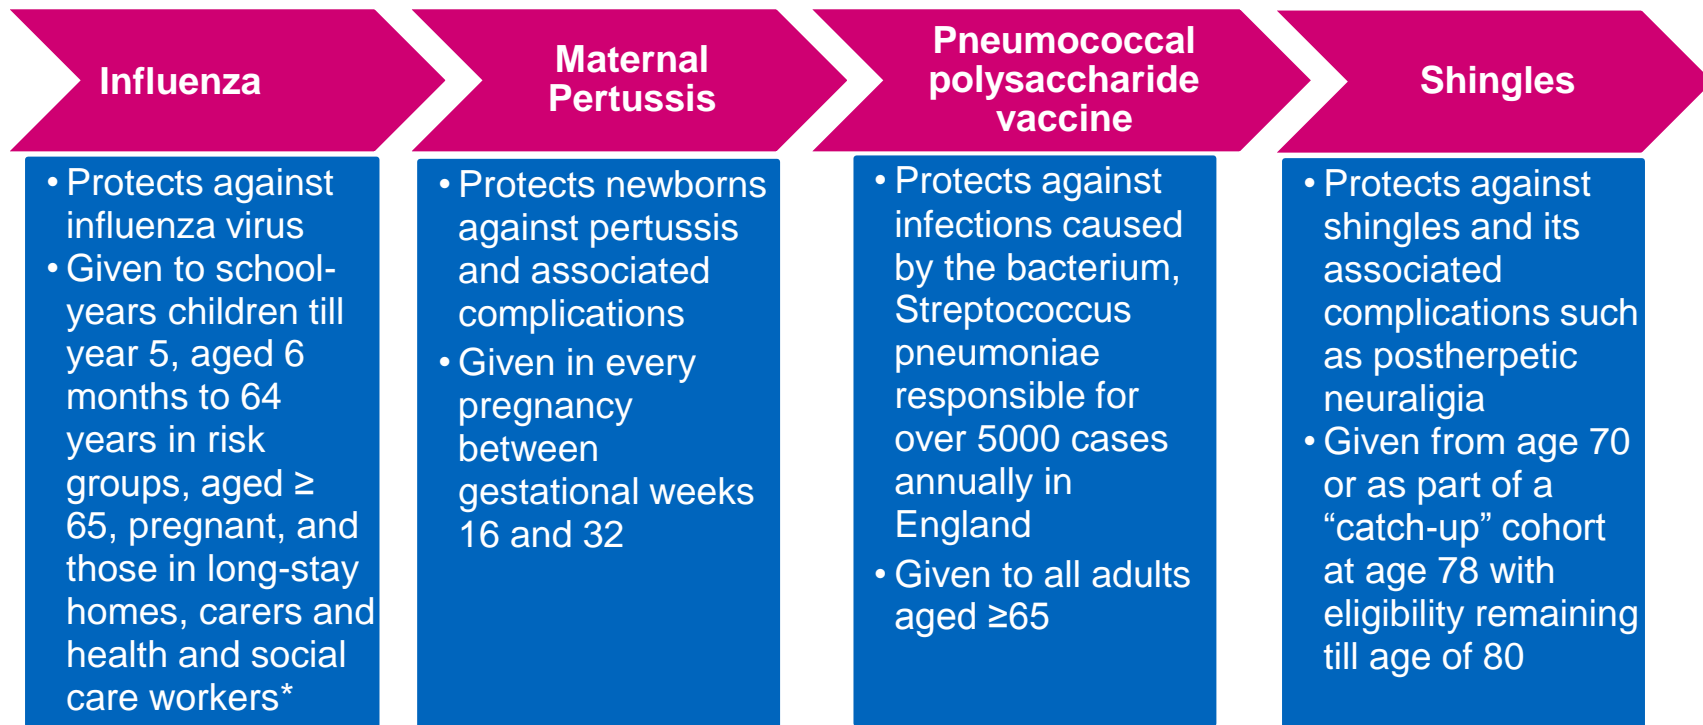 Influenza
• Protects against
influenza virus
• Given to school-
years children till
year 5, aged 6
months to 64
years in risk
groups, aged ≥
65, pregnant, and
those in long-stay
homes, carers and
health and social
care workers*
Maternal
Pertussis
• Protects newborns
against pertussis
and associated
complications
• Given in every
pregnancy
between
gestational weeks
16 and 32
Pneumococcal
polysaccharide
vaccine
• Protects against
infections caused
by the bacterium,
Streptococcus
pneumoniae
responsible for
over 5000 cases
annually in
England
• Given to all adults
aged ≥65
Shingles
• Protects against
shingles and its
associated
complications such
as postherpetic
neuraligia
• Given from age 70
or as part of a
“catch-up” cohort
at age 78 with
eligibility remaining
till age of 80